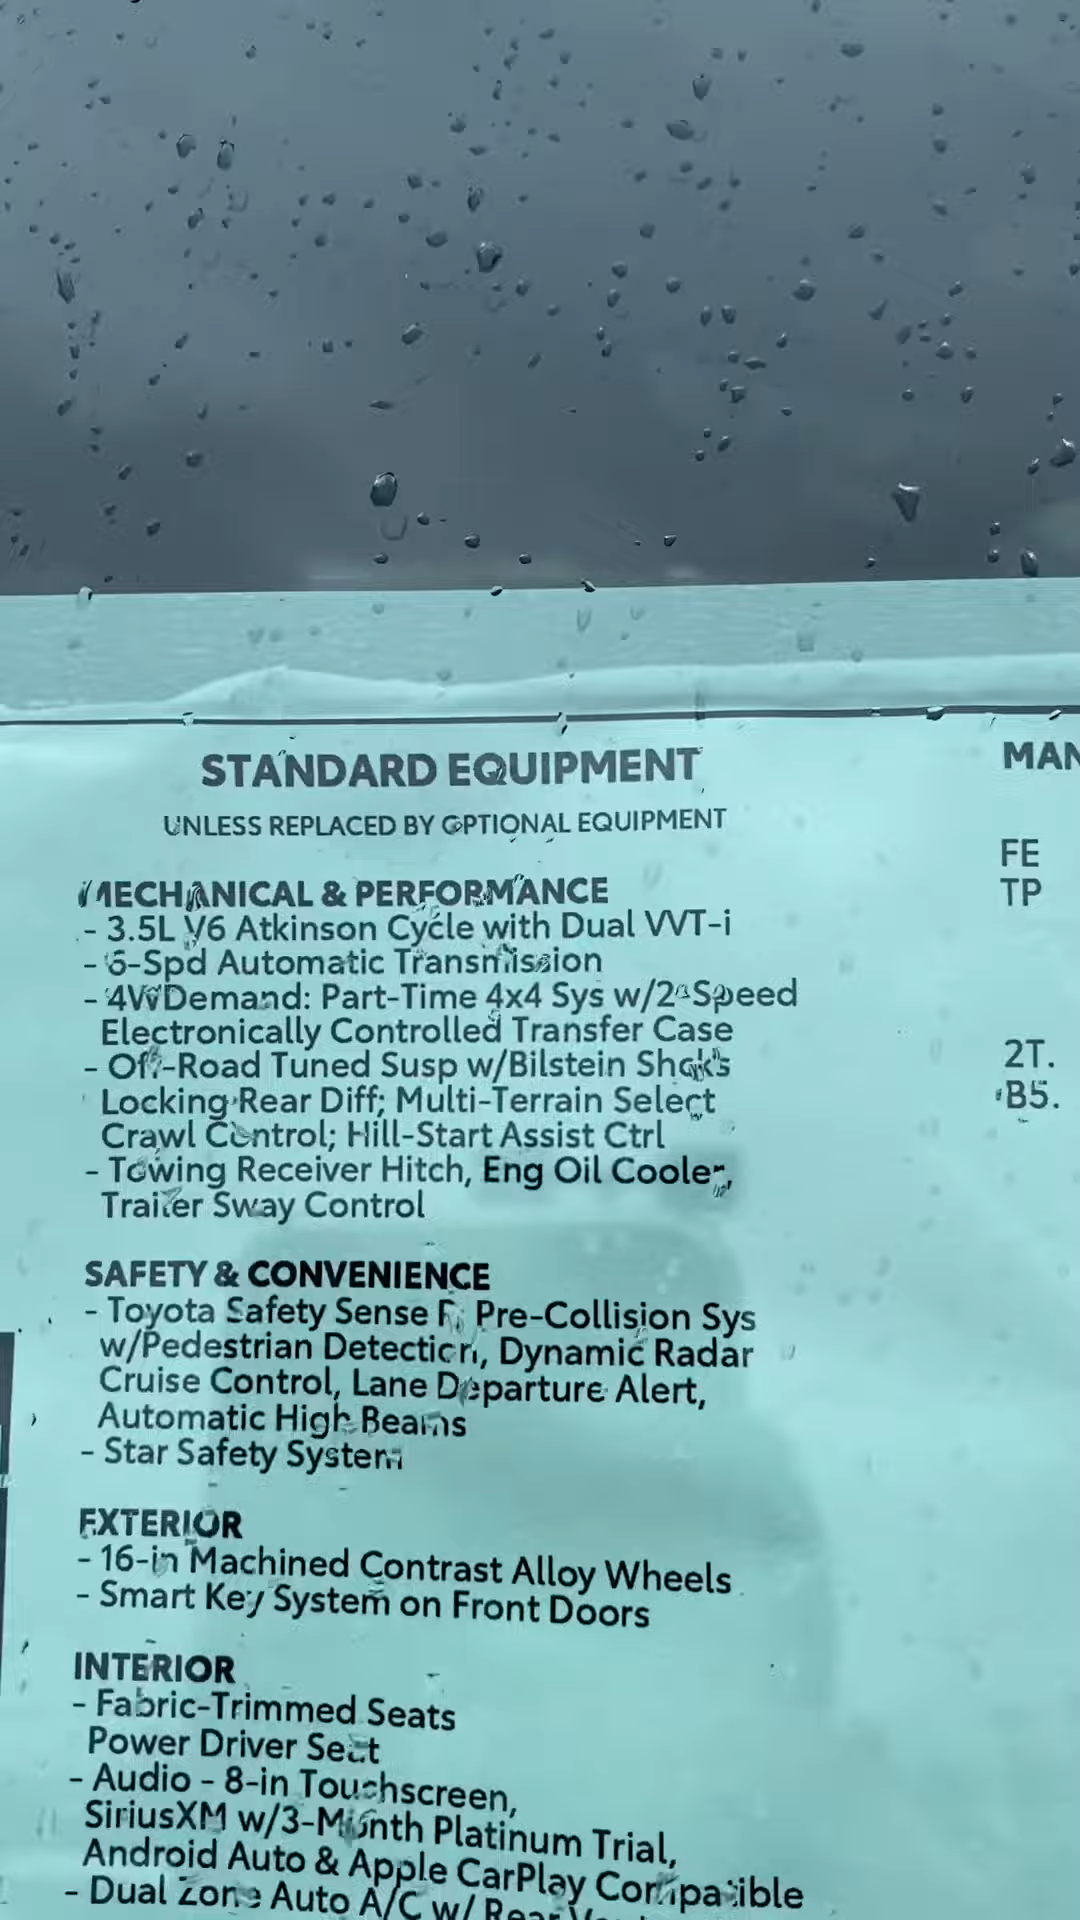 STANDARD EQUIPMENT
UNLESS REPLACED BY OPTIONAL EQUIPMENT
MECHANICAL & PERFORMANCE
- 3.5L V6 Atkinson Cycle with Dual VVT-i
- 6-Spd Automatic Transmission
- 4WDemand: Part-Time 4x4 Sys w/2-Speed
Electronically Controlled Transfer Case
- Off-Road Tuned Susp w/Bilstein Shcks
Locking Rear Diff; Multi-Terrain Select
Crawl Control; Hill-Start Assist Ctrl
- Towing Receiver Hitch, Eng Oil Cooler,
Trailer Sway Control
SAFETY & CONVENIENCE
- Toyota Safety Sense P: Pre-Collision Sys
w/Pedestrian Detection, Dynamic Radar
Cruise Control, Lane Departure Alert,
Automatic High Beams
- Star Safety System
EXTERIOR
- 16-in Machined Contrast Alloy Wheels
- Smart Key System on Front Doors
INTERIOR
- Fabric-Trimmed Seats
Power Driver Seat
- Audio - 8-in Touchscreen,
SiriusXM w/3-Month Platinum Trial,
Android Auto & Apple CarPlay Compatible
- Dual Zone Auto A/C w/ Rear
MAN
FE
TP
2T.
B5.